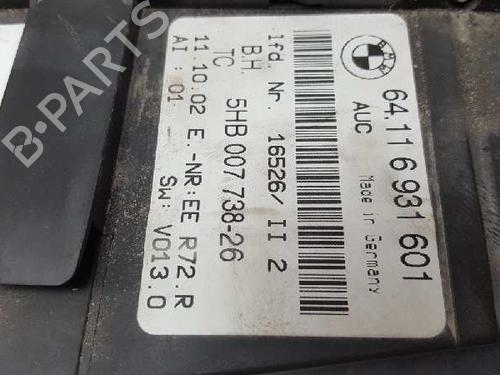 BMW
64.11 6 931 601
AUC
Made in Germany
lfd. Nr. 16526/ II 2
B.H.
TC
5HB 007 738-26
11.10.02 E.-NR:EE R72.R
AI : 01
SW: V013.0
B-PARTS